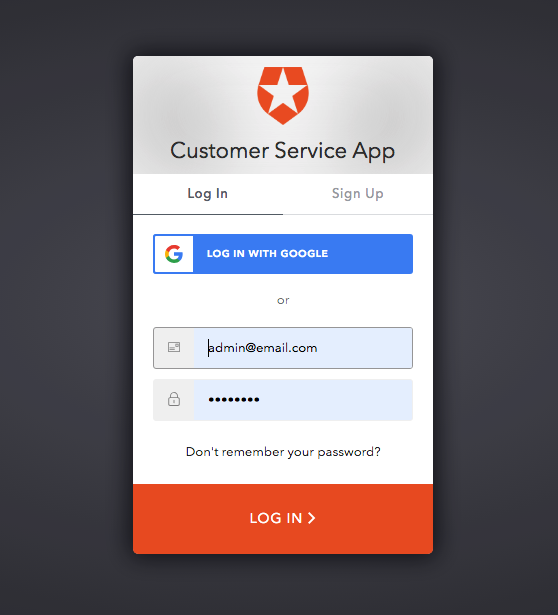 Customer Service App
Log In
Sign Up
LOG IN WITH GOOGLE
or
admin@email.com
••••••••
Don't remember your password?
LOG IN